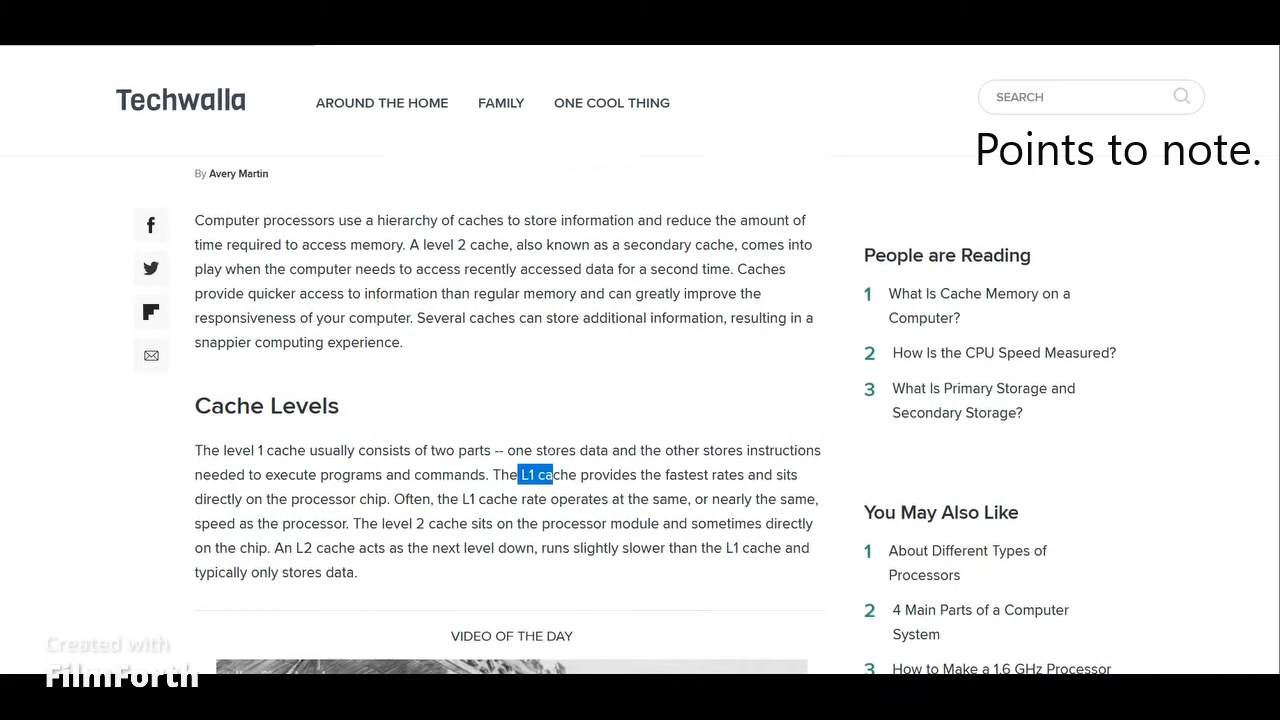 Techwalla
AROUND THE HOME
FAMILY
ONE COOL THING
SEARCH
Points to note.
By Avery Martin
Computer processors use a hierarchy of caches to store information and reduce the amount of
time required to access memory. A level 2 cache, also known as a secondary cache, comes into
play when the computer needs to access recently accessed data for a second time. Caches
provide quicker access to information than regular memory and can greatly improve the
responsiveness of your computer. Several caches can store additional information, resulting in a
snappier computing experience.
Cache Levels
The level 1 cache usually consists of two parts -- one stores data and the other stores instructions
needed to execute programs and commands. The L1 cache provides the fastest rates and sits
directly on the processor chip. Often, the L1 cache rate operates at the same, or nearly the same,
speed as the processor. The level 2 cache sits on the processor module and sometimes directly
on the chip. An L2 cache acts as the next level down, runs slightly slower than the L1 cache and
typically only stores data.
VIDEO OF THE DAY
People are Reading
1 What Is Cache Memory on a
Computer?
2 How Is the CPU Speed Measured?
3 What Is Primary Storage and
Secondary Storage?
You May Also Like
1 About Different Types of
Processors
2 4 Main Parts of a Computer
System
3 How to Make a 1.6 GHz Processor
Created with
FilmForth